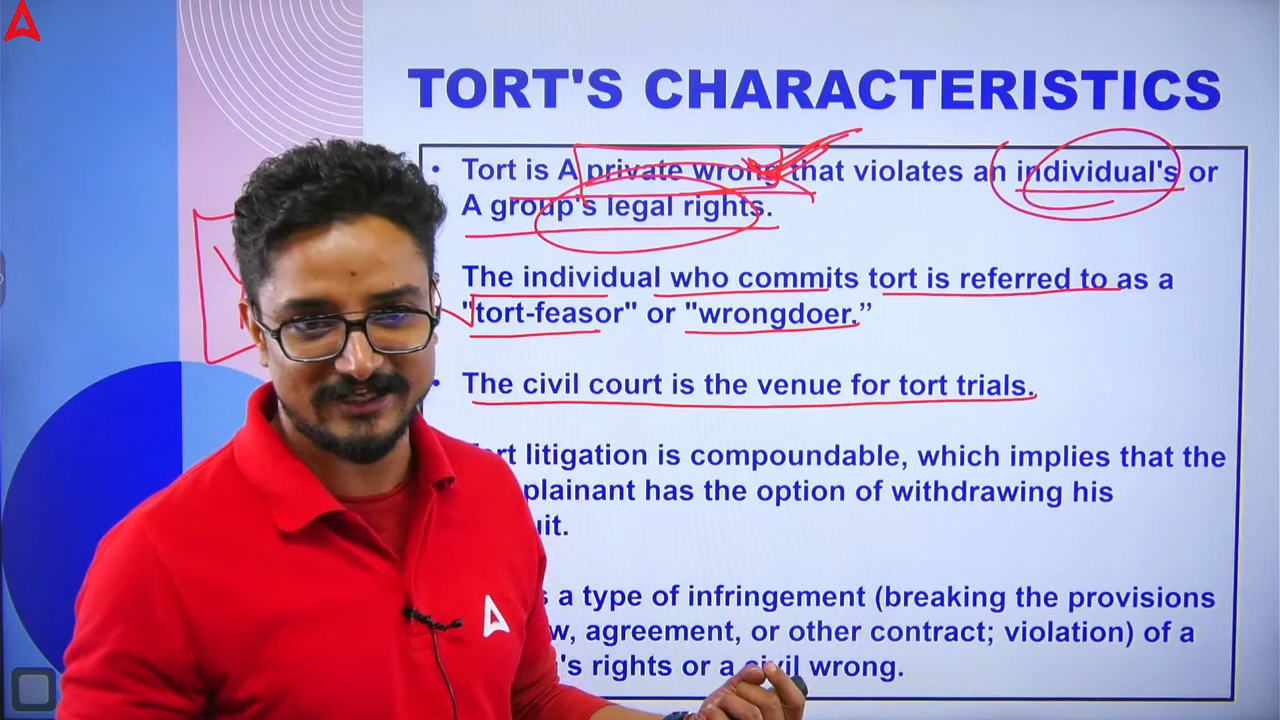 TORT'S CHARACTERISTICS
• Tort is A private wrong that violates an individual's or
A group's legal rights.
The individual who commits tort is referred to as a
"tort-feasor" or "wrongdoer.”
• The civil court is the venue for tort trials.
litigation is compoundable, which implies that the
has the option of withdrawing his
a type of infringement (breaking the provisions
agreement, or other contract; violation) of a
rights or a civil wrong.